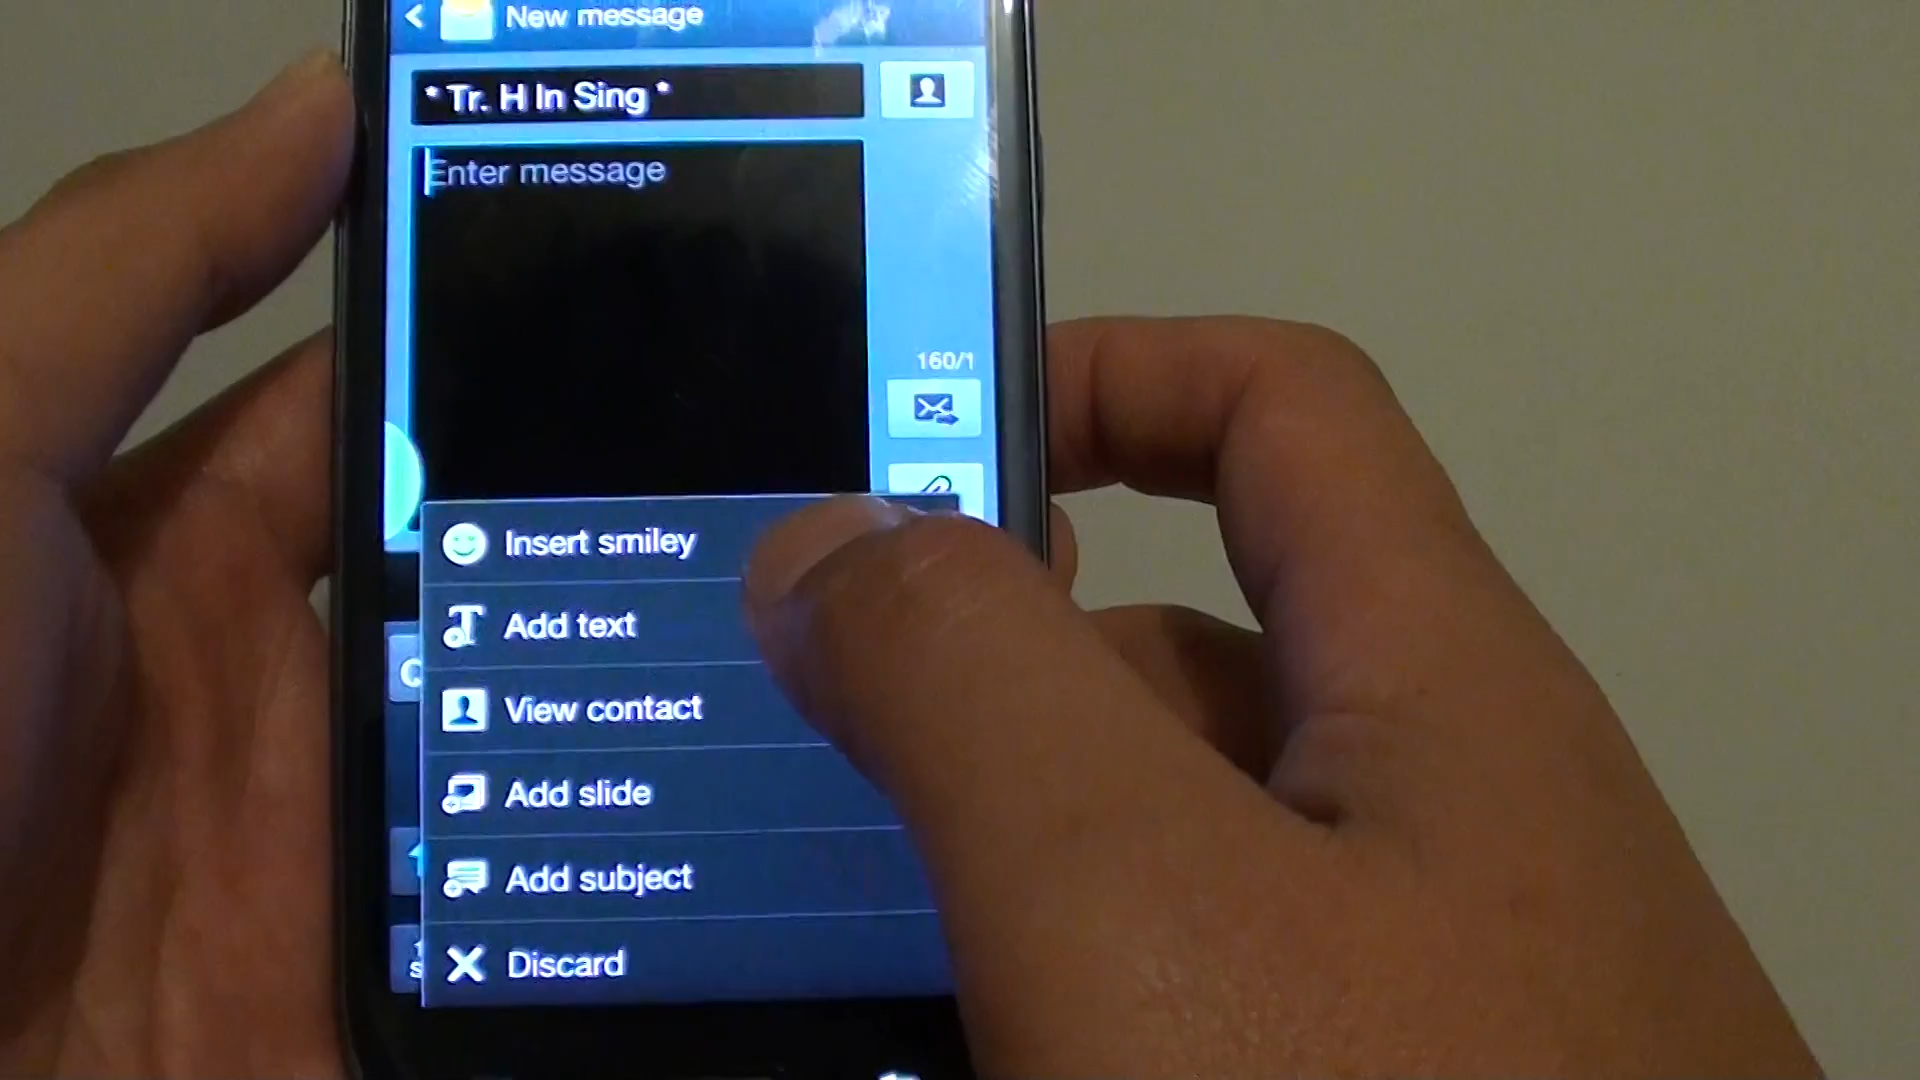 New message
* Tr. H In Sing *
Enter message
160/1
Insert smiley
Add text
View contact
Add slide
Add subject
Discard